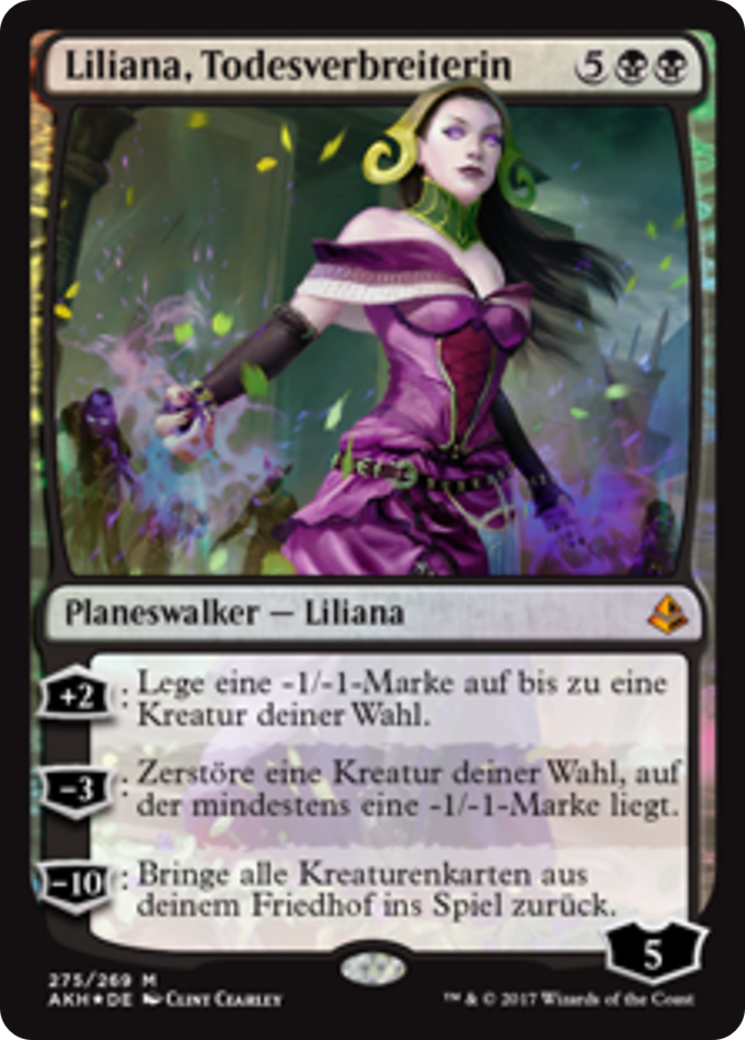 Liliana, Todesverbreiterin 5
Planeswalker — Liliana
+2 : Lege eine -1/-1-Marke auf bis zu eine
Kreatur deiner Wahl.
-3 : Zerstöre eine Kreatur deiner Wahl, auf
der mindestens eine -1/-1-Marke liegt.
-10 : Bringe alle Kreaturenkarten aus
deinem Friedhof ins Spiel zurück.
5
275/269 M
AKH★DE Clint Cearley ™ & © 2017 Wizards of the Coast